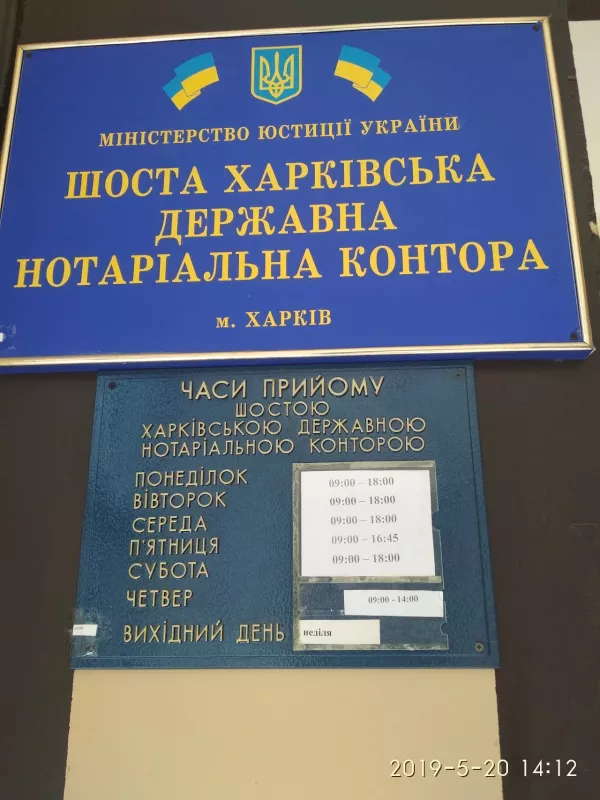 МІНІСТЕРСТВО ЮСТИЦІЇ УКРАЇНИ
ШОСТА ХАРКІВСЬКА
ДЕРЖАВНА
НОТАРІАЛЬНА КОНТОРА
м. ХАРКІВ
ЧАСИ ПРИЙОМУ
ШОСТОЮ
ХАРКІВСЬКОЮ ДЕРЖАВНОЮ
НОТАРІАЛЬНОЮ КОНТОРОЮ
ПОНЕДІЛОК 09:00 – 18:00
ВІВТОРОК 09:00 – 18:00
СЕРЕДА 09:00 – 18:00
П'ЯТНИЦЯ 09:00 – 16:45
СУБОТА 09:00 – 18:00
ЧЕТВЕР 09:00 - 14:00
ВИХІДНИЙ ДЕНЬ неділя
2019-5-20 14:12